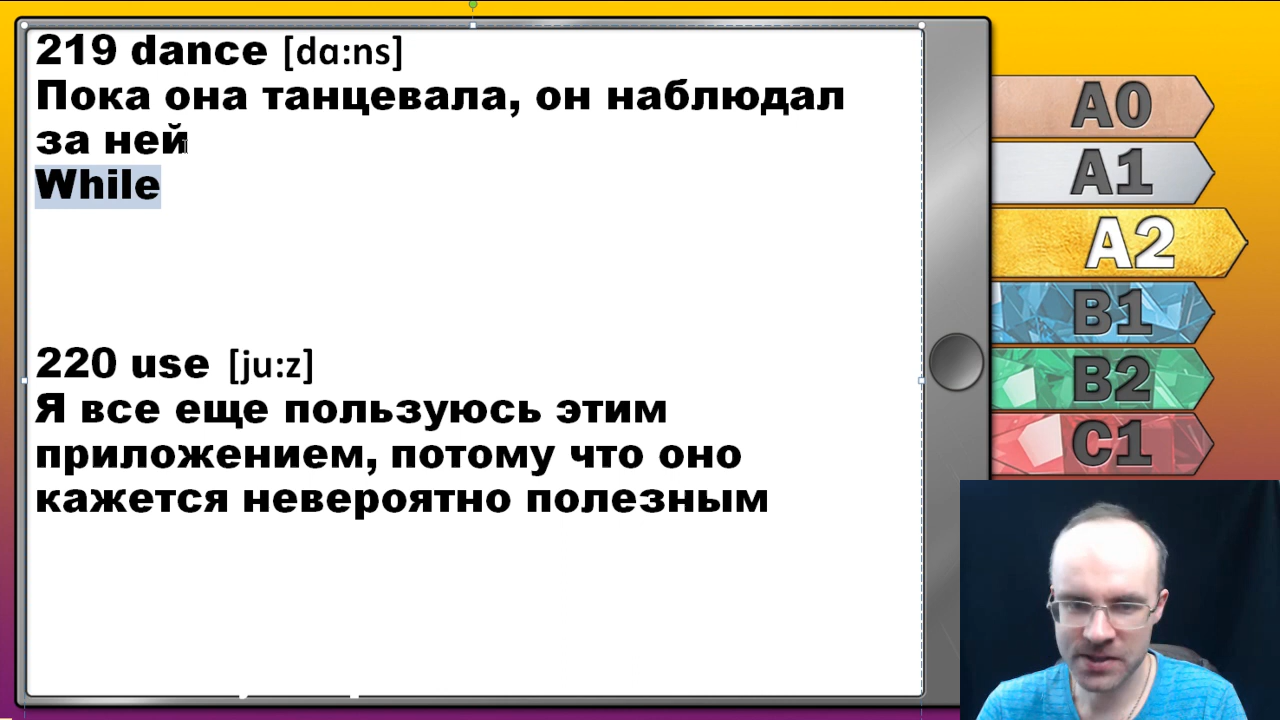 219 dance [dɑ:ns]
Пока она танцевала, он наблюдал
за ней
While
220 use [ju:z]
Я все еще пользуюсь этим
приложением, потому что оно
кажется невероятно полезным
A0
A1
A2
B1
B2
C1